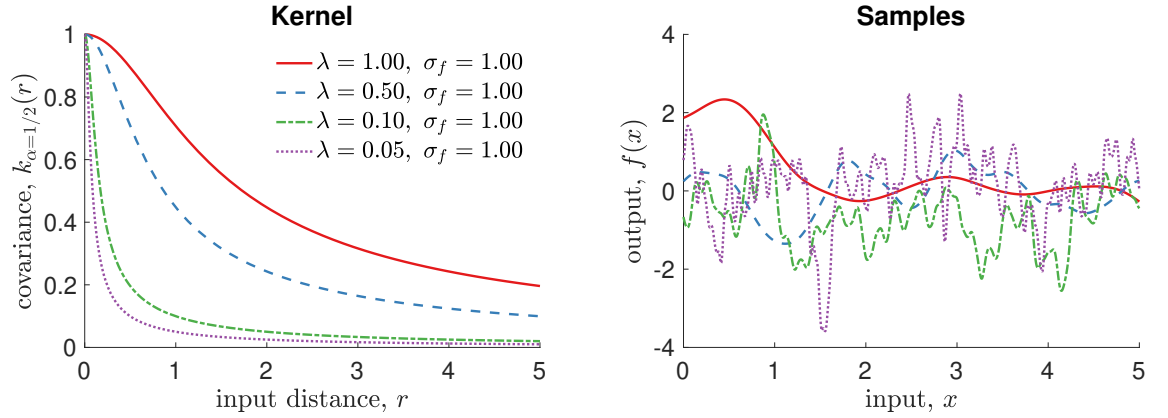 Kernel
covariance, k_{α=1/2}(r)
1
0.8
0.6
0.4
0.2
0
0 1 2 3 4 5
input distance, r
λ = 1.00, σ_f = 1.00
λ = 0.50, σ_f = 1.00
λ = 0.10, σ_f = 1.00
λ = 0.05, σ_f = 1.00
Samples
output, f(x)
4
2
0
-2
-4
0 1 2 3 4 5
input, x